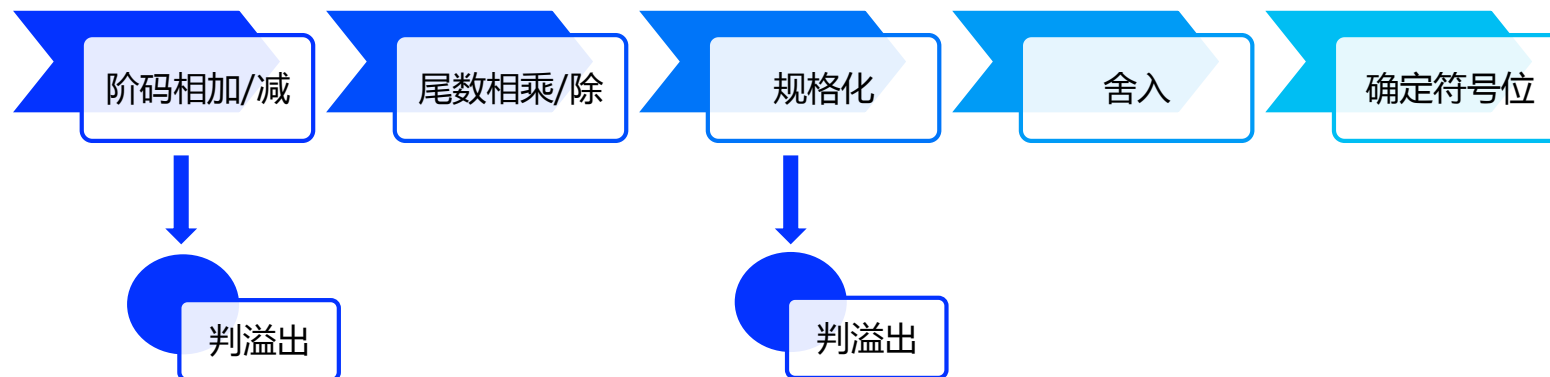 阶码相加/减
尾数相乘/除
规格化
舍入
确定符号位
判溢出
判溢出